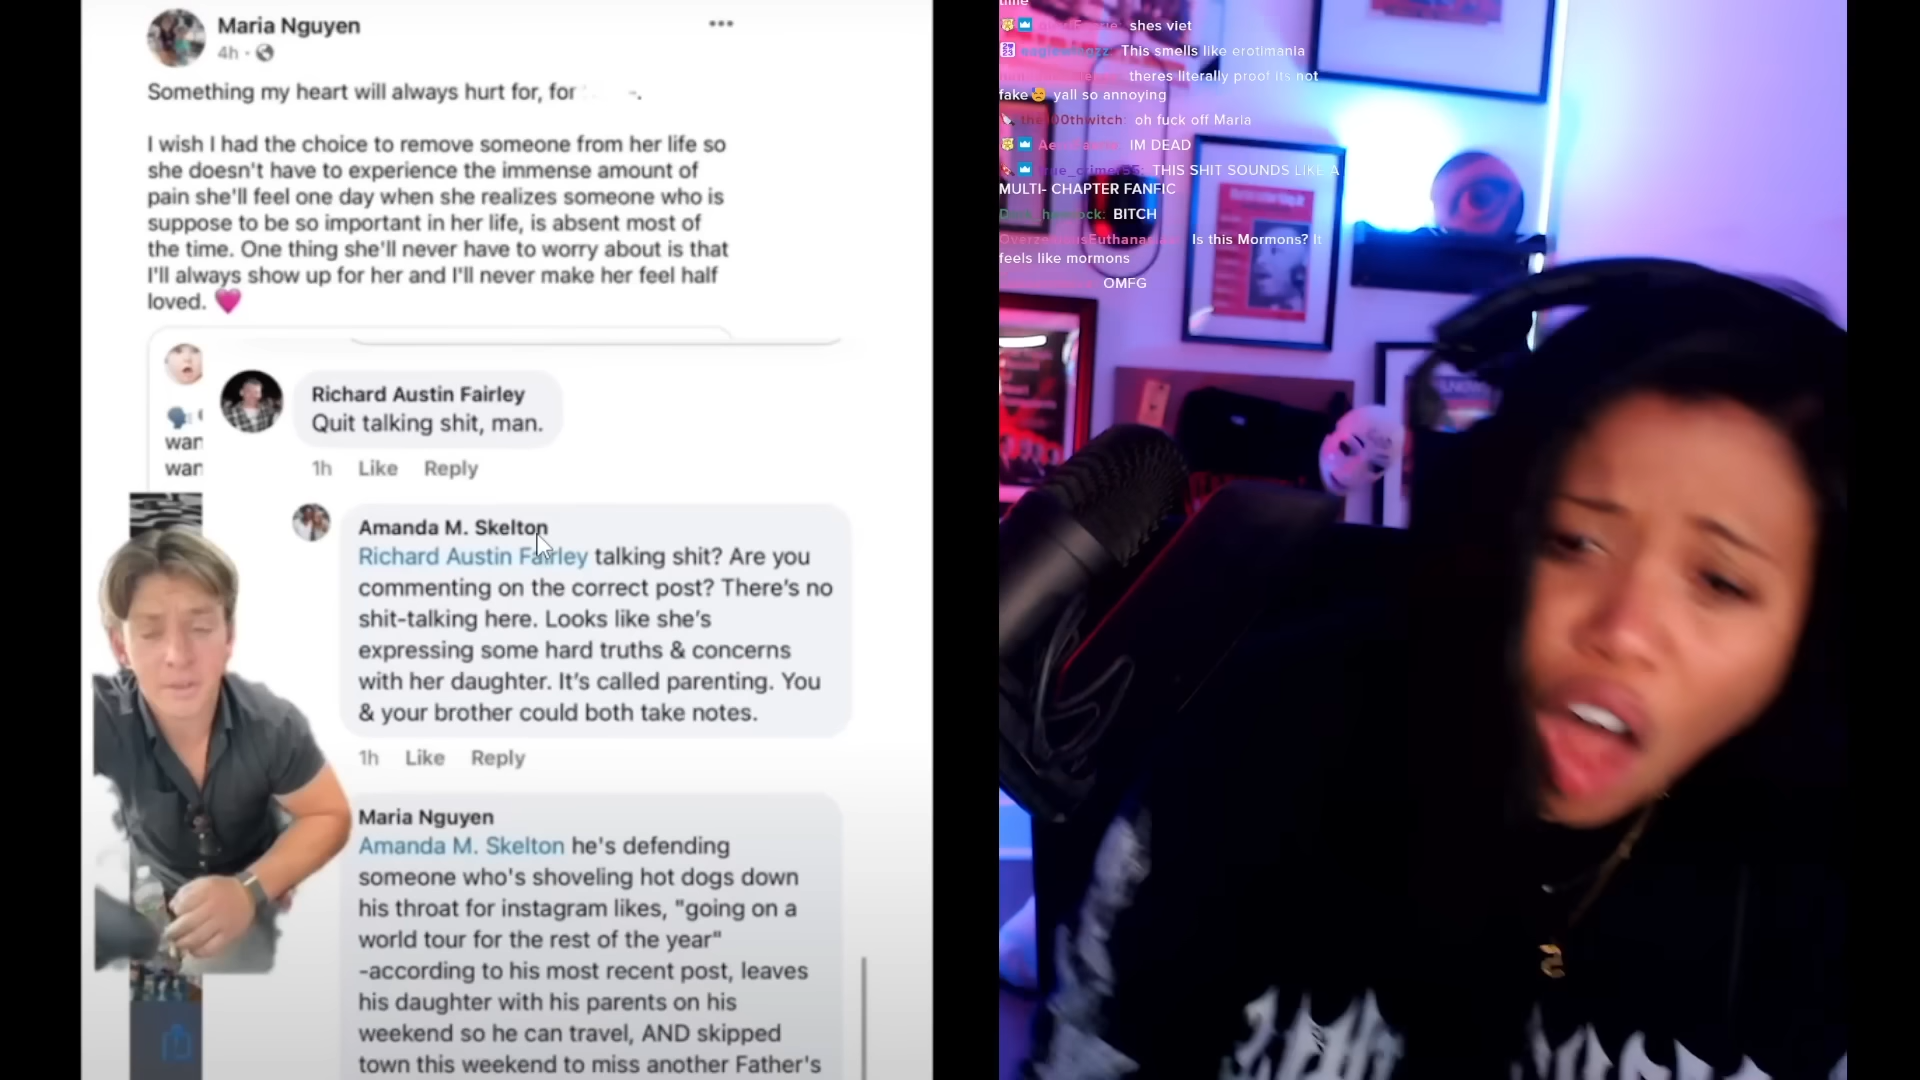 Maria Nguyen
4h
Something my heart will always hurt for, for
I wish I had the choice to remove someone from her life so
she doesn't have to experience the immense amount of
pain she'll feel one day when she realizes someone who is
suppose to be so important in her life, is absent most of
the time. One thing she'll never have to worry about is that
I'll always show up for her and I'll never make her feel half
loved. 💗
Richard Austin Fairley
Quit talking shit, man.
1h Like Reply
wan
wan
Amanda M. Skelton
Richard Austin Fairley talking shit? Are you
commenting on the correct post? There's no
shit-talking here. Looks like she's
expressing some hard truths & concerns
with her daughter. It's called parenting. You
& your brother could both take notes.
1h Like Reply
Maria Nguyen
Amanda M. Skelton he's defending
someone who's shoveling hot dogs down
his throat for instagram likes, "going on a
world tour for the rest of the year"
-according to his most recent post, leaves
his daughter with his parents on his
weekend so he can travel, AND skipped
town this weekend to miss another Father's
time
shes viet
This smells like erotimania
theres literally proof its not
fake yall so annoying
the100thwitch: oh fuck off Maria
IM DEAD
THIS SHIT SOUNDS LIKE A
MULTI- CHAPTER FANFIC
BITCH
Is this Mormons? It
feels like mormons
OMFG